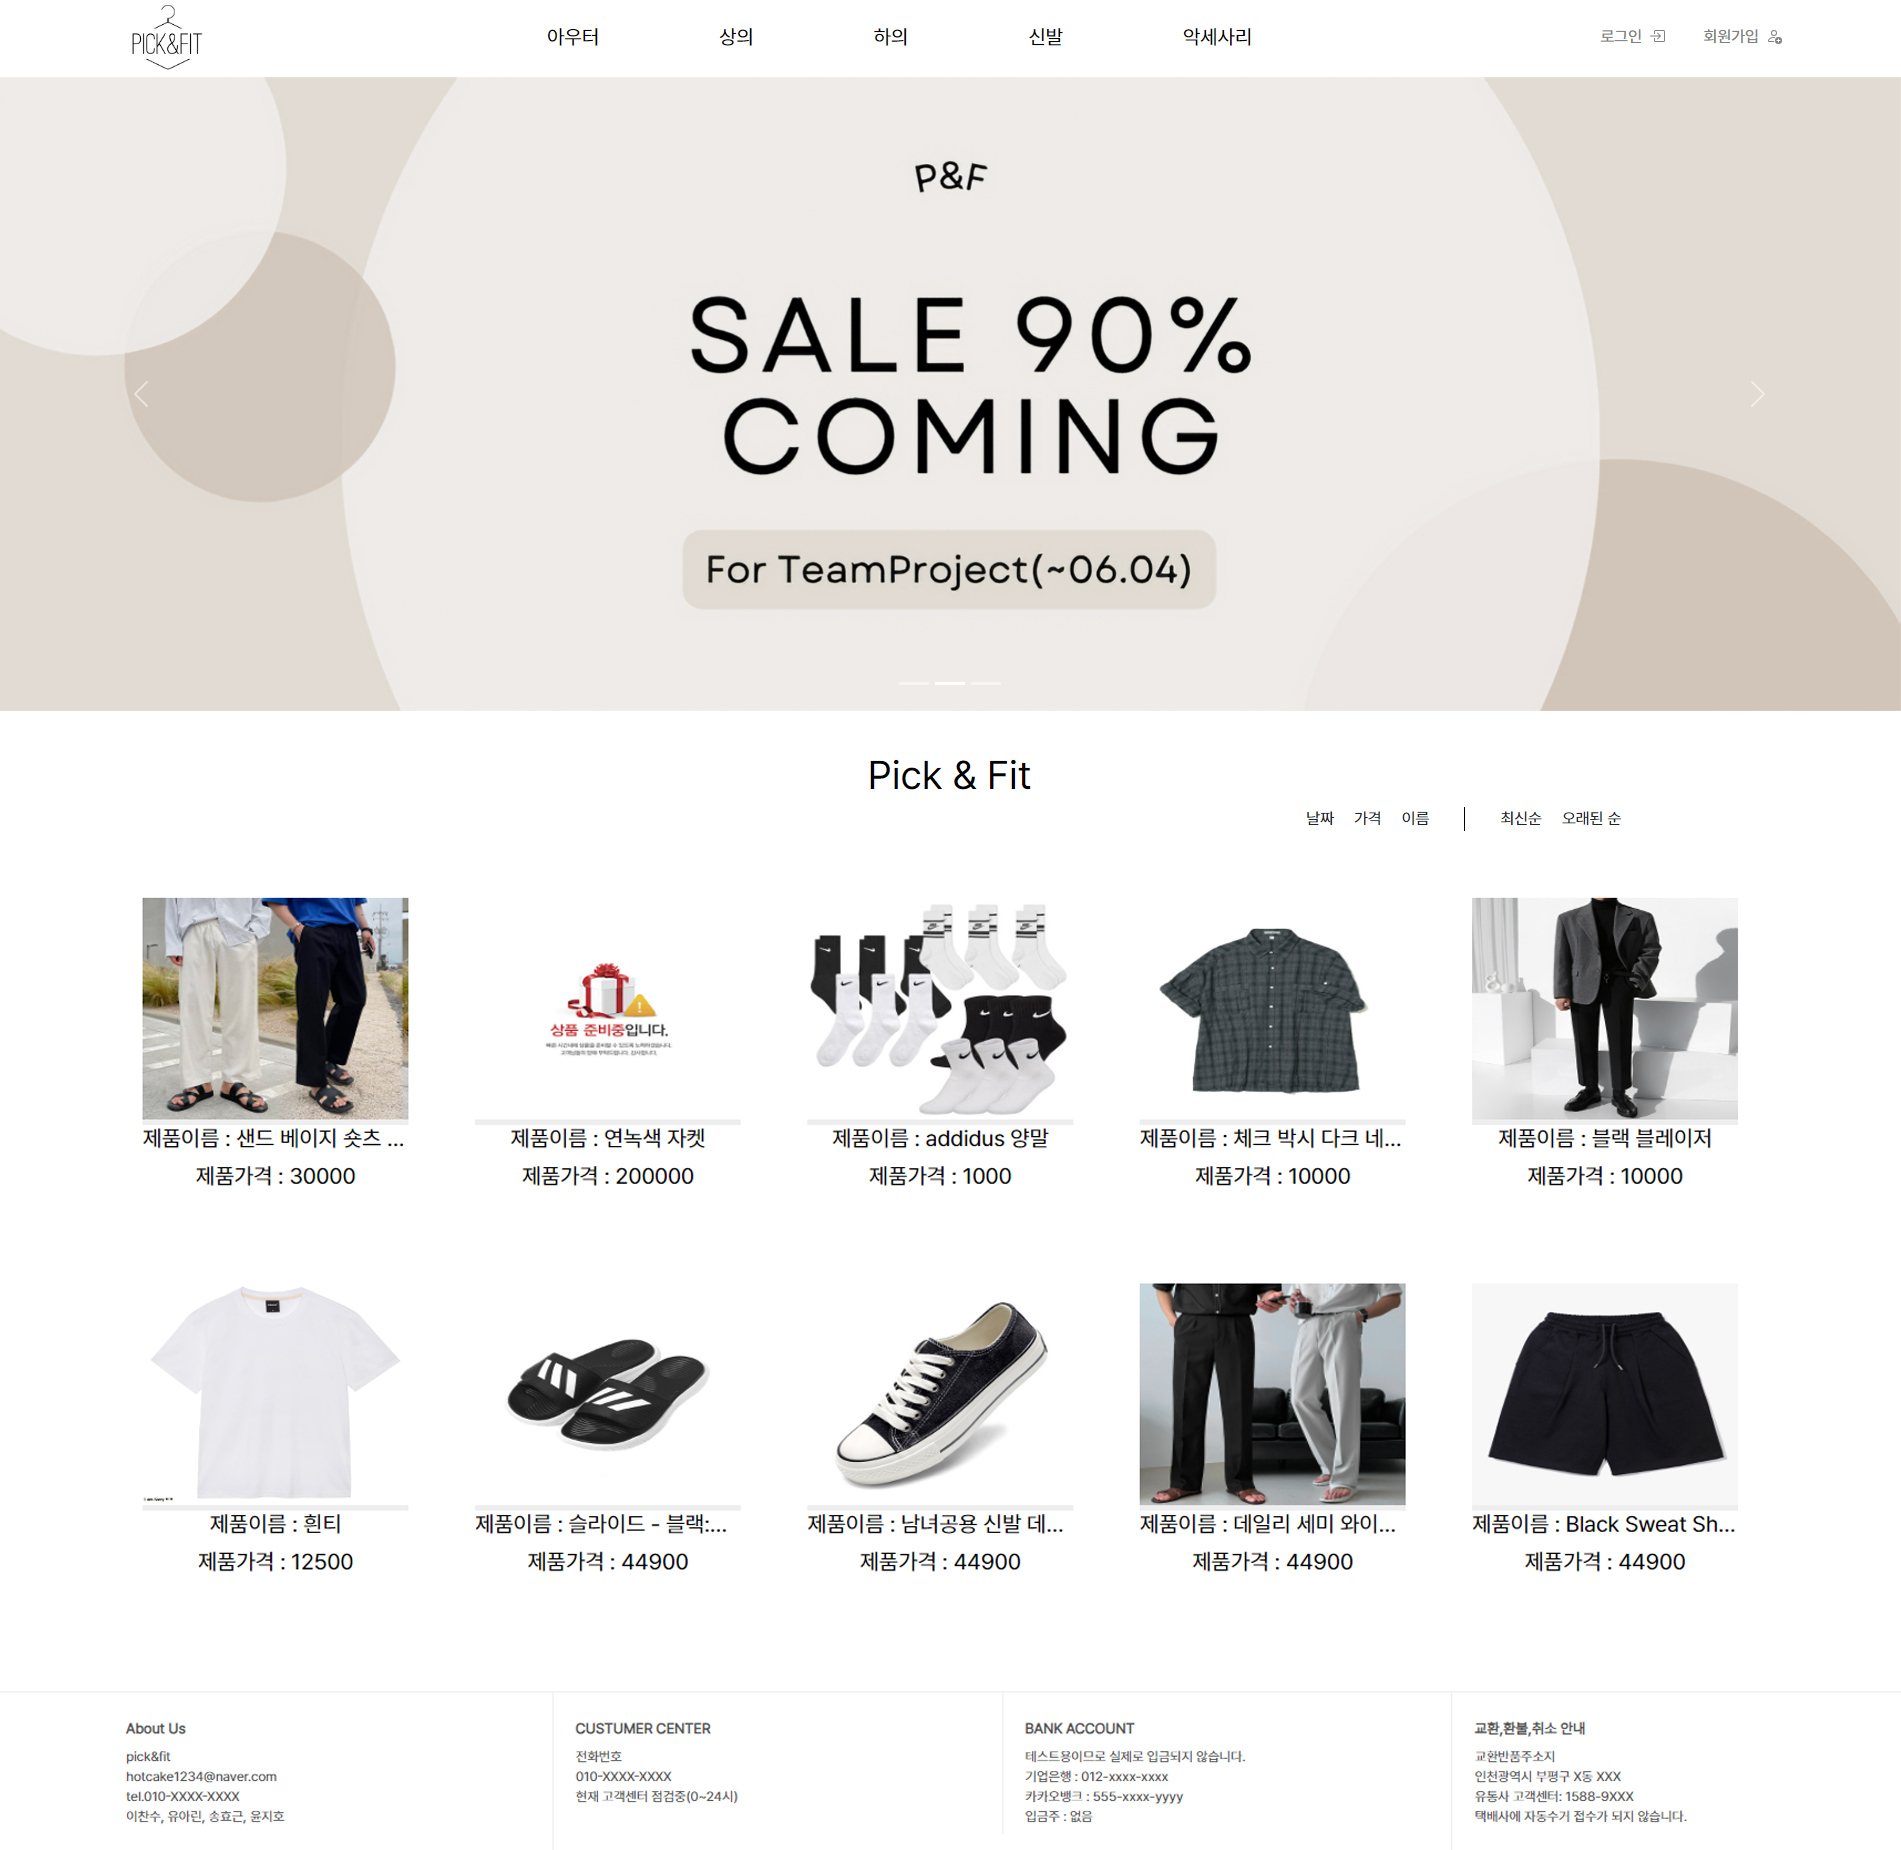 PICK&FIT
아우터 상의 하의 신발 악세사리
로그인 회원가입
P&F
SALE 90%
COMING
For TeamProject(~06.04)
Pick & Fit
날짜 가격 이름 최신순 오래된 순
상품 준비중입니다.
제품이름 : 샌드 베이지 숏츠 ...
제품가격 : 30000
제품이름 : 연녹색 자켓
제품가격 : 200000
제품이름 : addidus 양말
제품가격 : 1000
제품이름 : 체크 박시 다크 네...
제품가격 : 10000
제품이름 : 블랙 블레이저
제품가격 : 10000
제품이름 : 흰티
제품가격 : 12500
제품이름 : 슬라이드 - 블랙:...
제품가격 : 44900
제품이름 : 남녀공용 신발 데...
제품가격 : 44900
제품이름 : 데일리 세미 와이...
제품가격 : 44900
제품이름 : Black Sweat Sh...
제품가격 : 44900
About Us
pick&fit
hotcake1234@naver.com
tel.010-XXXX-XXXX
이찬수, 유아린, 송효근, 윤지호
CUSTUMER CENTER
전화번호
010-XXXX-XXXX
현재 고객센터 점검중(0~24시)
BANK ACCOUNT
테스트용이므로 실제로 입금되지 않습니다.
기업은행 : 012-xxxx-xxxx
카카오뱅크 : 555-xxxx-yyyy
입금주 : 없음
교환,환불,취소 안내
교환반품주소지
인천광역시 부평구 X동 XXX
유통사 고객센터: 1588-9XXX
택배사에 자동수거 접수가 되지 않습니다.